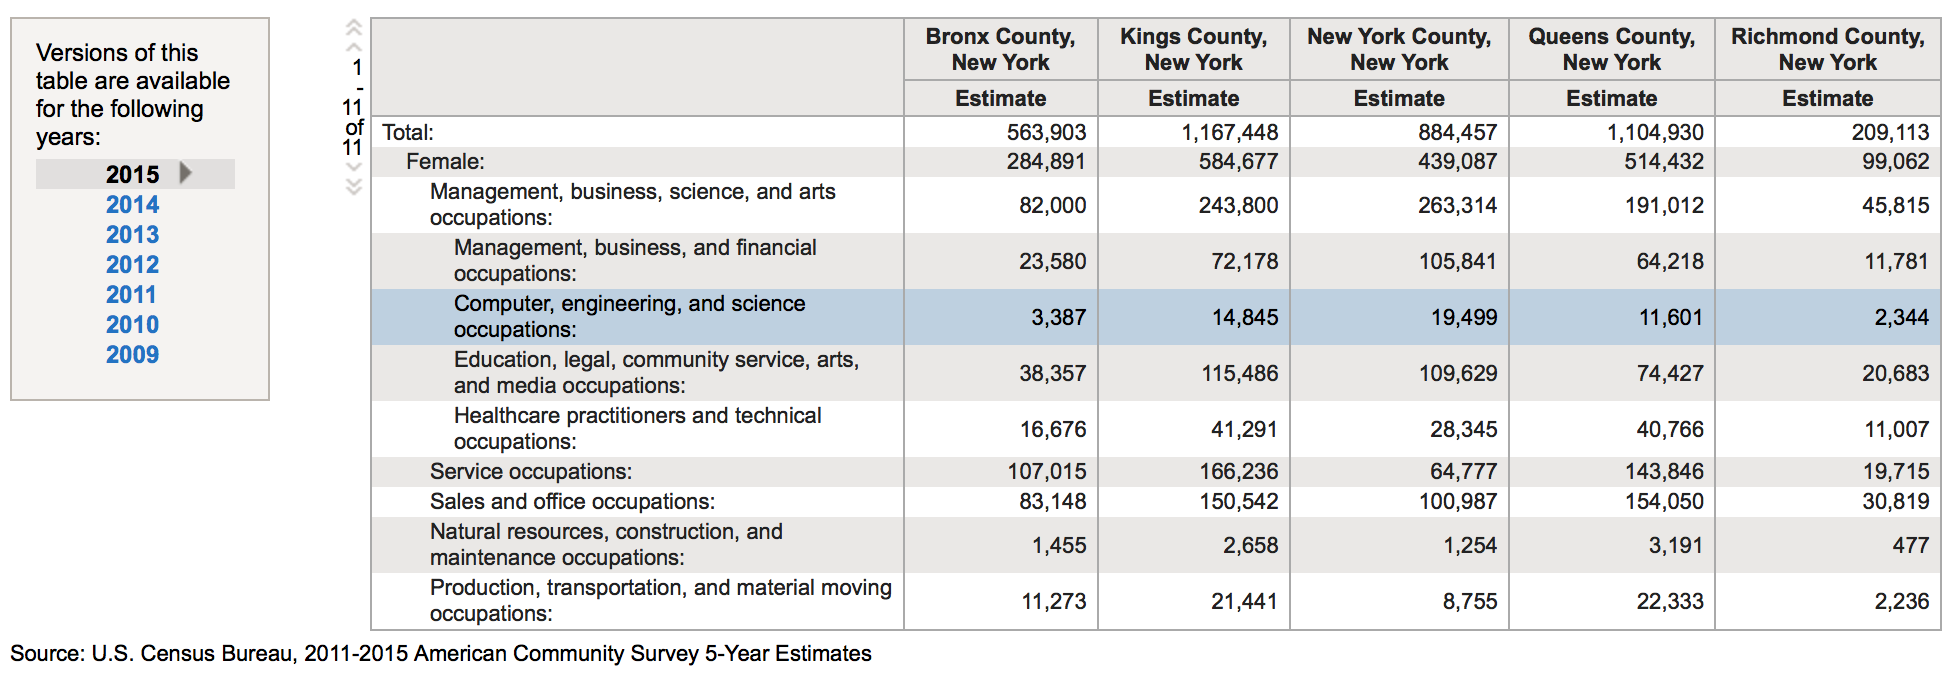 Versions of this
table are available
for the following
years:
2015
2014
2013
2012
2011
2010
2009
1
-
11
of
11
Bronx County, New York Kings County, New York New York County, New York Queens County, New York Richmond County, New York
Estimate Estimate Estimate Estimate Estimate
Total: 563,903 1,167,448 884,457 1,104,930 209,113
Female: 284,891 584,677 439,087 514,432 99,062
Management, business, science, and arts
occupations: 82,000 243,800 263,314 191,012 45,815
Management, business, and financial
occupations: 23,580 72,178 105,841 64,218 11,781
Computer, engineering, and science
occupations: 3,387 14,845 19,499 11,601 2,344
Education, legal, community service, arts,
and media occupations: 38,357 115,486 109,629 74,427 20,683
Healthcare practitioners and technical
occupations: 16,676 41,291 28,345 40,766 11,007
Service occupations: 107,015 166,236 64,777 143,846 19,715
Sales and office occupations: 83,148 150,542 100,987 154,050 30,819
Natural resources, construction, and
maintenance occupations: 1,455 2,658 1,254 3,191 477
Production, transportation, and material moving
occupations: 11,273 21,441 8,755 22,333 2,236
Source: U.S. Census Bureau, 2011-2015 American Community Survey 5-Year Estimates